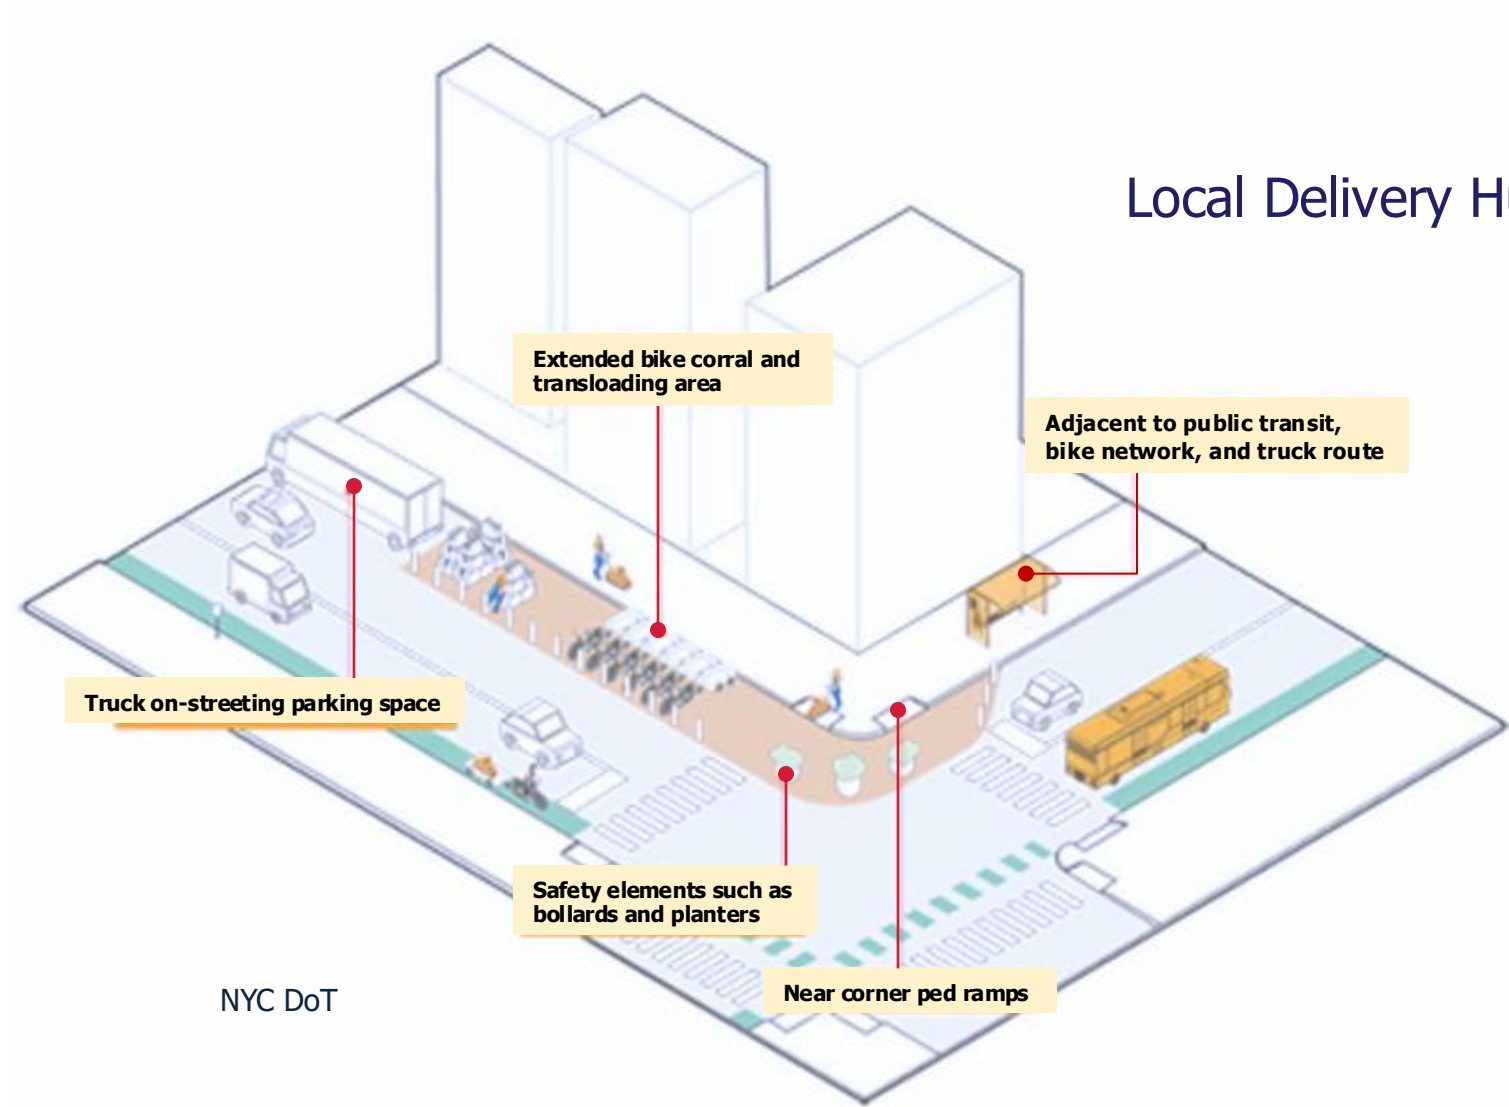 Local Delivery
Extended bike corral and
transloading area
Adjacent to public transit,
bike network, and truck route
Truck on-streeting parking space
Safety elements such as
bollards and planters
Near corner ped ramps
NYC DoT